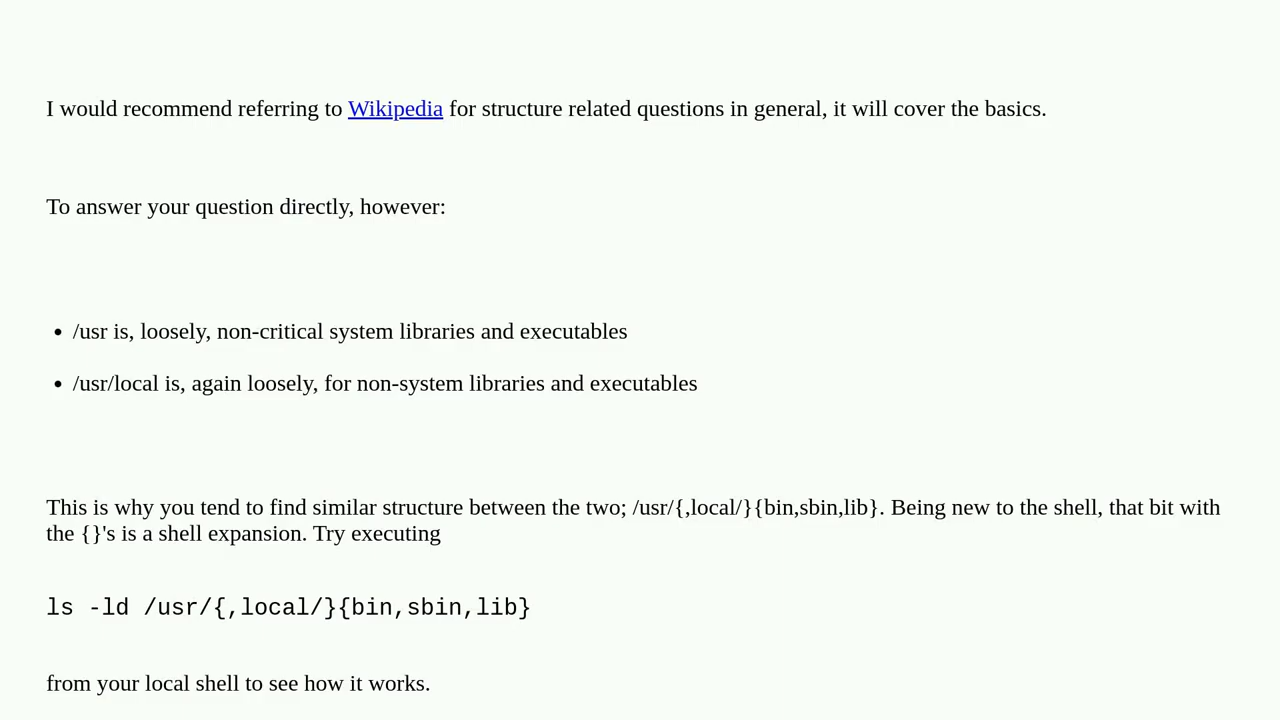 I would recommend referring to Wikipedia for structure related questions in general, it will cover the basics.
To answer your question directly, however:
• /usr is, loosely, non-critical system libraries and executables
• /usr/local is, again loosely, for non-system libraries and executables
This is why you tend to find similar structure between the two; /usr/{,local/}{bin,sbin,lib}. Being new to the shell, that bit with
the {}'s is a shell expansion. Try executing
ls -ld /usr/{,local/}{bin,sbin,lib}
from your local shell to see how it works.